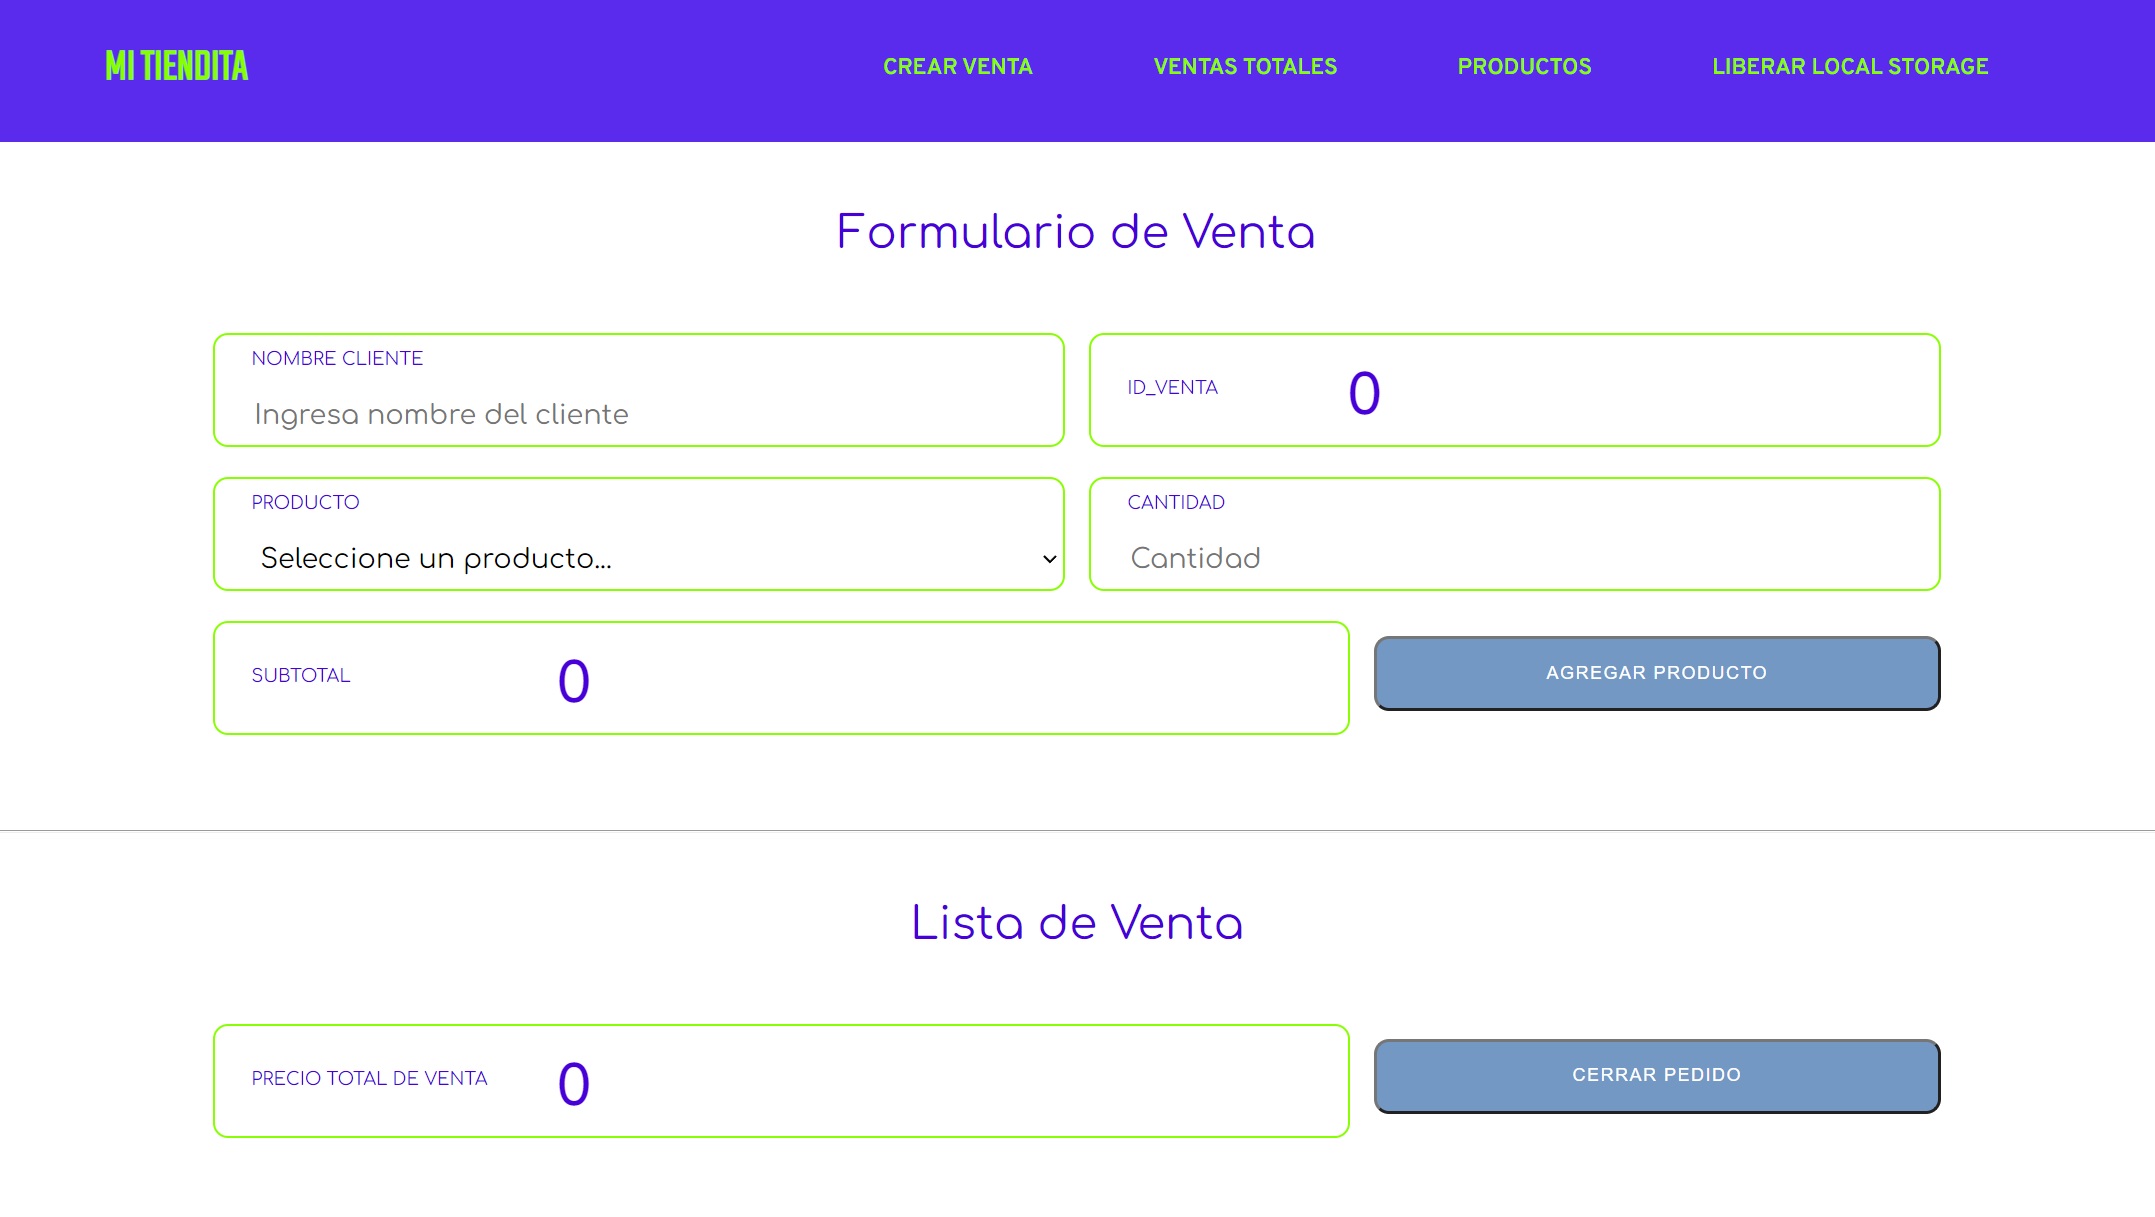 MI TIENDITA
CREAR VENTA
VENTAS TOTALES
PRODUCTOS
LIBERAR LOCAL STORAGE
Formulario de Venta
NOMBRE CLIENTE
Ingresa nombre del cliente
ID_VENTA 0
PRODUCTO
Seleccione un producto...
CANTIDAD
Cantidad
SUBTOTAL 0
AGREGAR PRODUCTO
Lista de Venta
PRECIO TOTAL DE VENTA 0
CERRAR PEDIDO